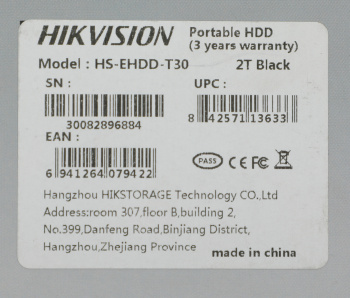 HIKVISION Portable HDD
(3 years warranty)
Model : HS-EHDD-T30 2T Black
SN : UPC :
30082896884
8 42571 13633
EAN :
6 941264 079422
PASS CE FC
Hangzhou HIKSTORAGE Technology CO.,Ltd
Address:room 307,floor B,building 2,
No.399,Danfeng Road,Binjiang District,
Hangzhou,Zhejiang Province
made in china